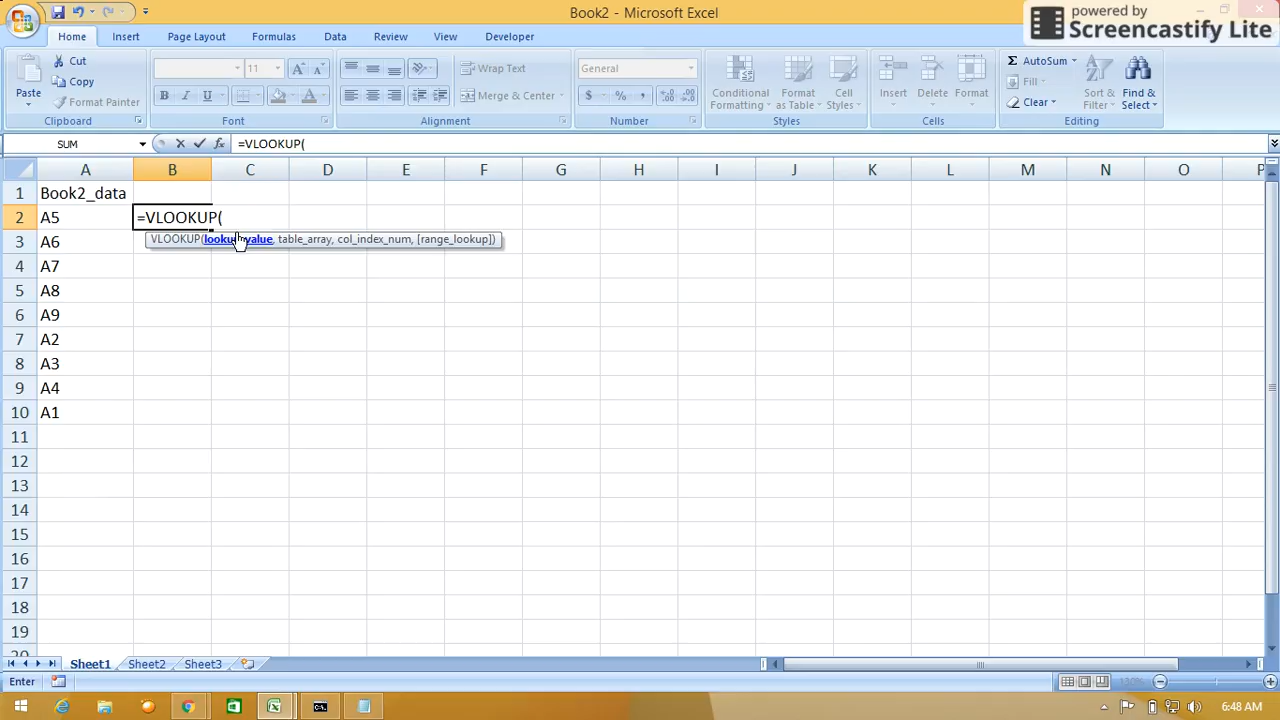 Book2 - Microsoft Excel
powered by
Screencastify Lite
Home Insert Page Layout Formulas Data Review View Developer
Cut
Copy
Format Painter
Paste
Clipboard
11
A A
B I U
A
Font
Wrap Text
Merge & Center
Alignment
General
$ % ,
Number
Conditional Formatting
Format as Table
Cell Styles
Styles
Insert Delete Format
Cells
Σ AutoSum
Fill
Clear
Sort & Filter
Find & Select
Editing
SUM fx =VLOOKUP(
A B C D E F G H I J K L M N O P
1 Book2_data
2 A5 =VLOOKUP(
VLOOKUP(lookup_value, table_array, col_index_num, [range_lookup])
3 A6
4 A7
5 A8
6 A9
7 A2
8 A3
9 A4
10 A1
11
12
13
14
15
16
17
18
19
20
Sheet1 Sheet2 Sheet3
Enter 130%
6:48 AM